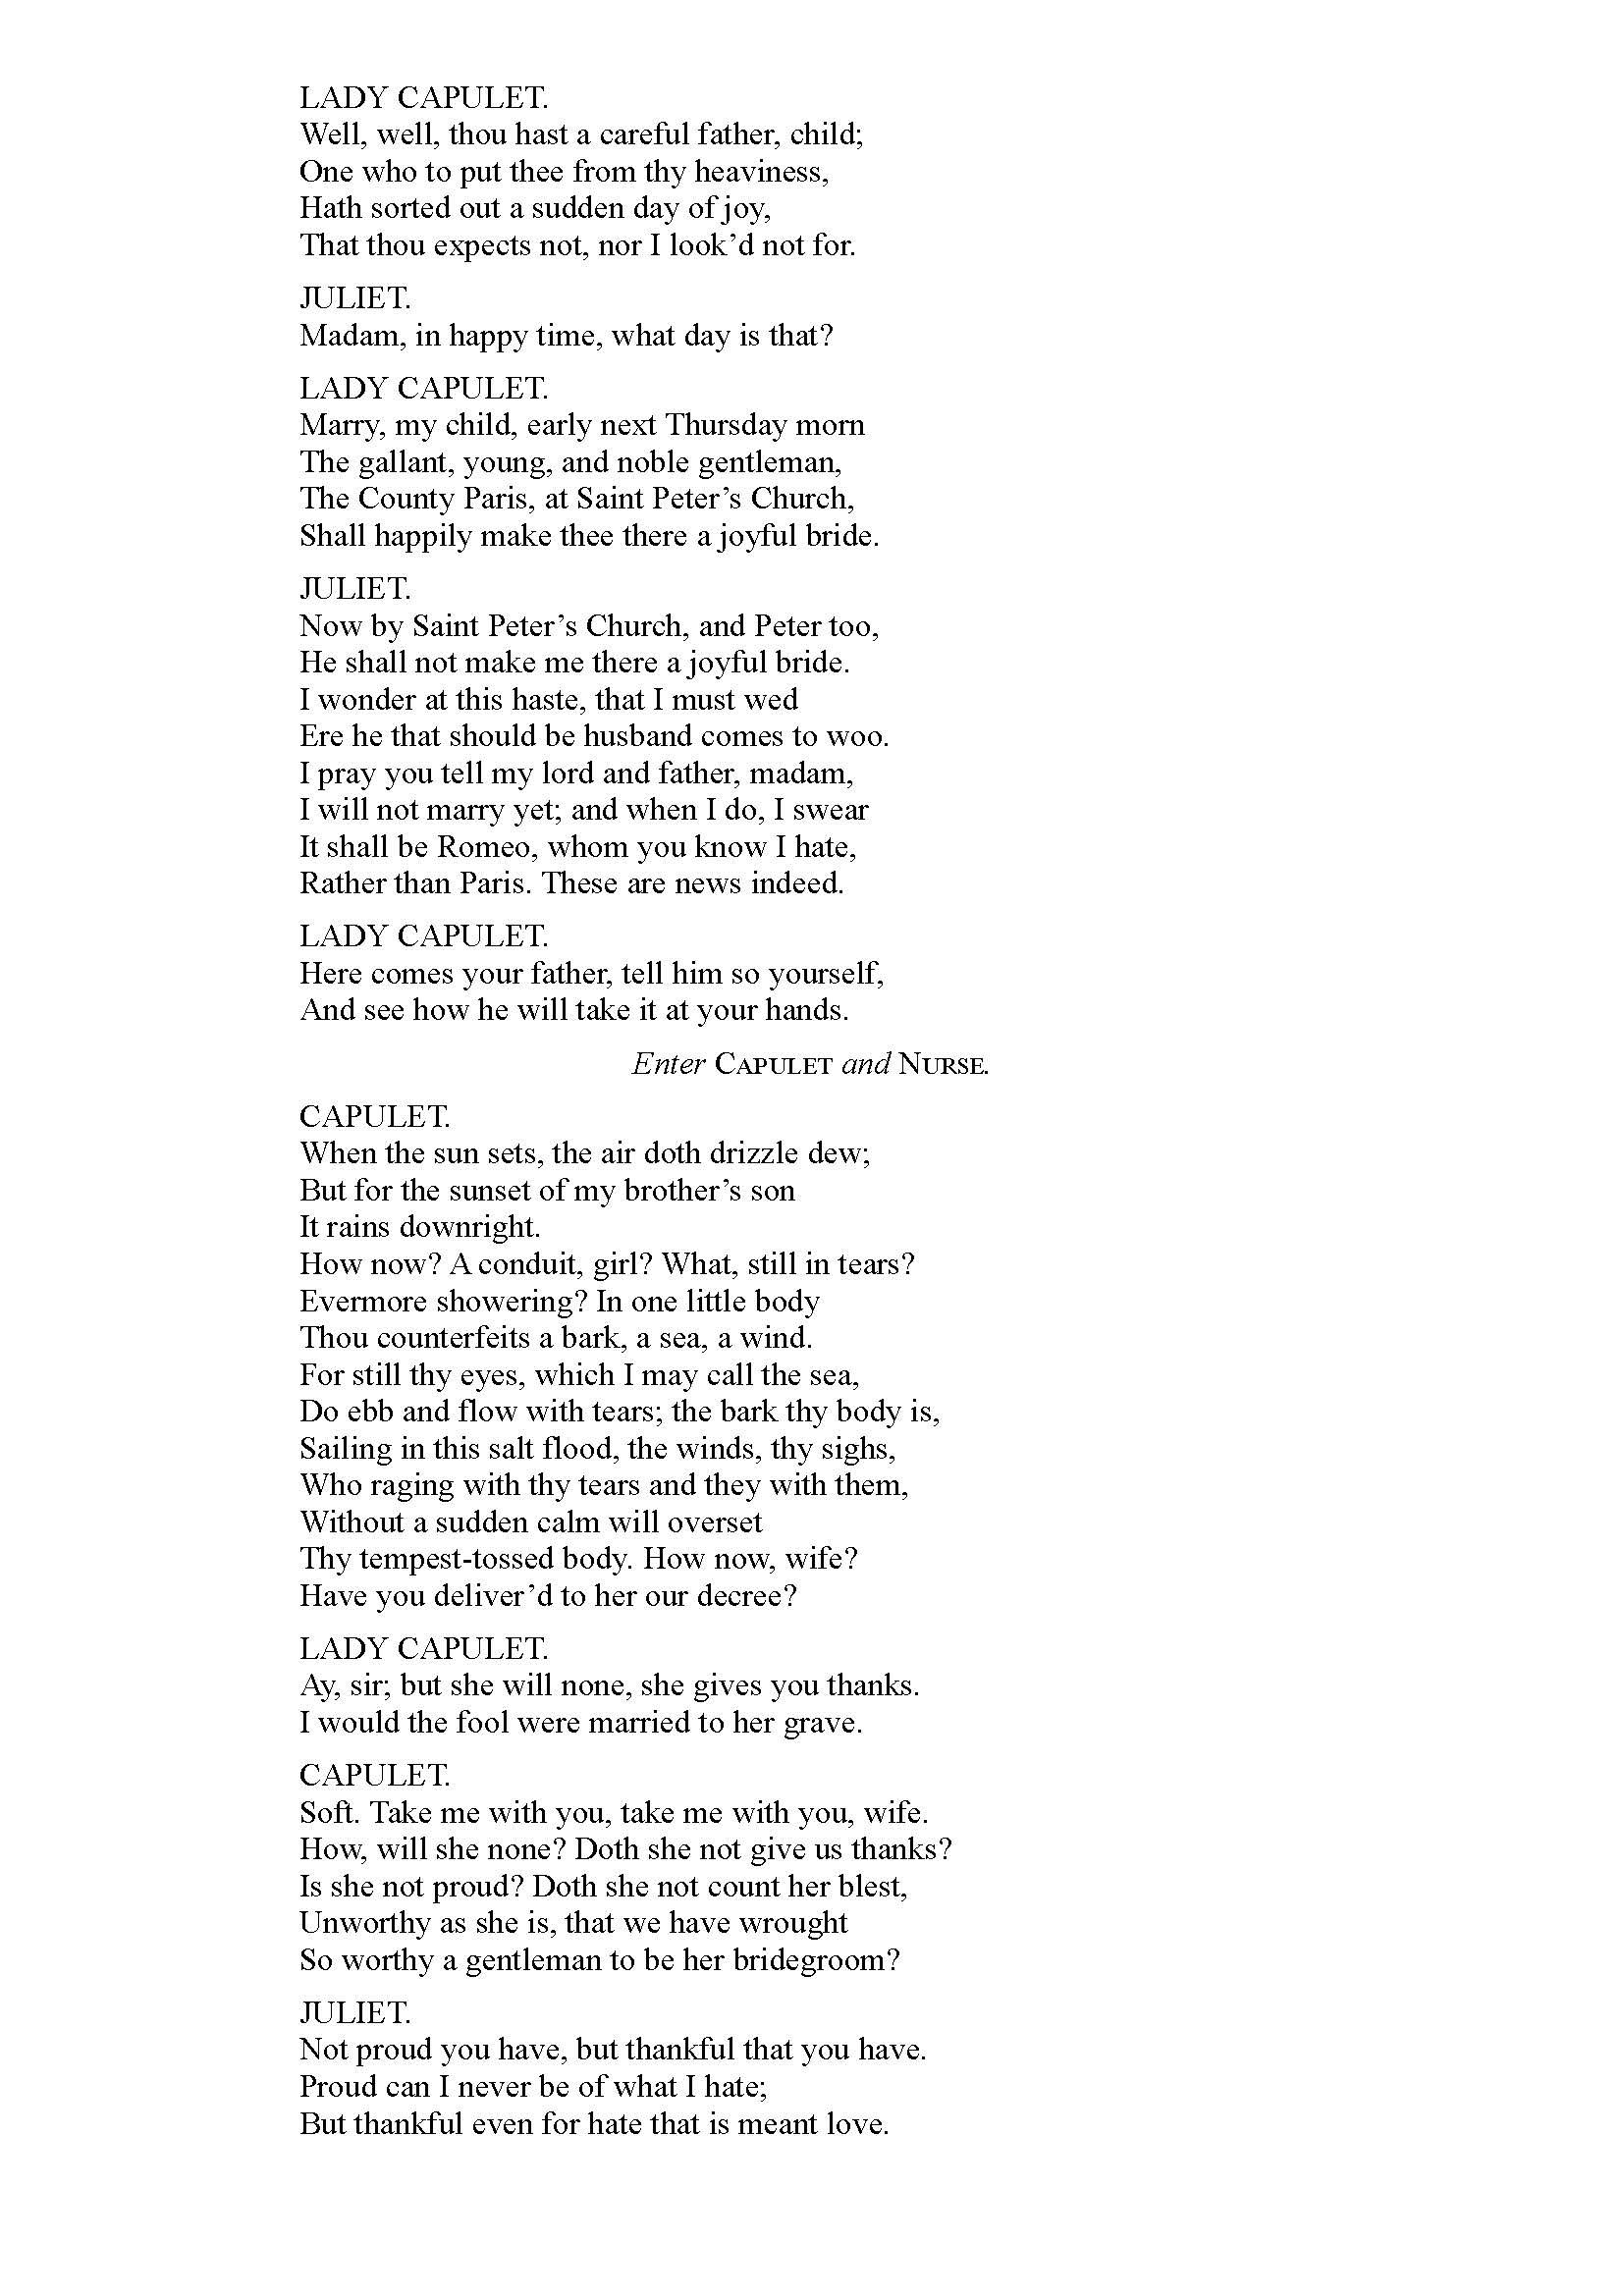 LADY CAPULET.
Well, well, thou hast a careful father, child;
One who to put thee from thy heaviness,
Hath sorted out a sudden day of joy,
That thou expects not, nor I look’d not for.
JULIET.
Madam, in happy time, what day is that?
LADY CAPULET.
Marry, my child, early next Thursday morn
The gallant, young, and noble gentleman,
The County Paris, at Saint Peter’s Church,
Shall happily make thee there a joyful bride.
JULIET.
Now by Saint Peter’s Church, and Peter too,
He shall not make me there a joyful bride.
I wonder at this haste, that I must wed
Ere he that should be husband comes to woo.
I pray you tell my lord and father, madam,
I will not marry yet; and when I do, I swear
It shall be Romeo, whom you know I hate,
Rather than Paris. These are news indeed.
LADY CAPULET.
Here comes your father, tell him so yourself,
And see how he will take it at your hands.
Enter CAPULET and NURSE.
CAPULET.
When the sun sets, the air doth drizzle dew;
But for the sunset of my brother’s son
It rains downright.
How now? A conduit, girl? What, still in tears?
Evermore showering? In one little body
Thou counterfeits a bark, a sea, a wind.
For still thy eyes, which I may call the sea,
Do ebb and flow with tears; the bark thy body is,
Sailing in this salt flood, the winds, thy sighs,
Who raging with thy tears and they with them,
Without a sudden calm will overset
Thy tempest-tossed body. How now, wife?
Have you deliver’d to her our decree?
LADY CAPULET.
Ay, sir; but she will none, she gives you thanks.
I would the fool were married to her grave.
CAPULET.
Soft. Take me with you, take me with you, wife.
How, will she none? Doth she not give us thanks?
Is she not proud? Doth she not count her blest,
Unworthy as she is, that we have wrought
So worthy a gentleman to be her bridegroom?
JULIET.
Not proud you have, but thankful that you have.
Proud can I never be of what I hate;
But thankful even for hate that is meant love.